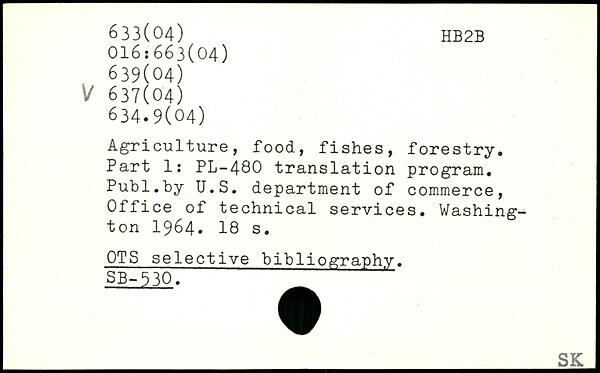 633(04)
HB2B
016:663(04)
639(04)
V 637(04)
634.9(04)
Agriculture, food, fishes, forestry.
Part 1: PL-480 translation program.
Publ.by U.S. department of commerce,
Office of technical services. Washing-
ton 1964. 18 s.
OTS selective bibliography.
SB-530.
SK